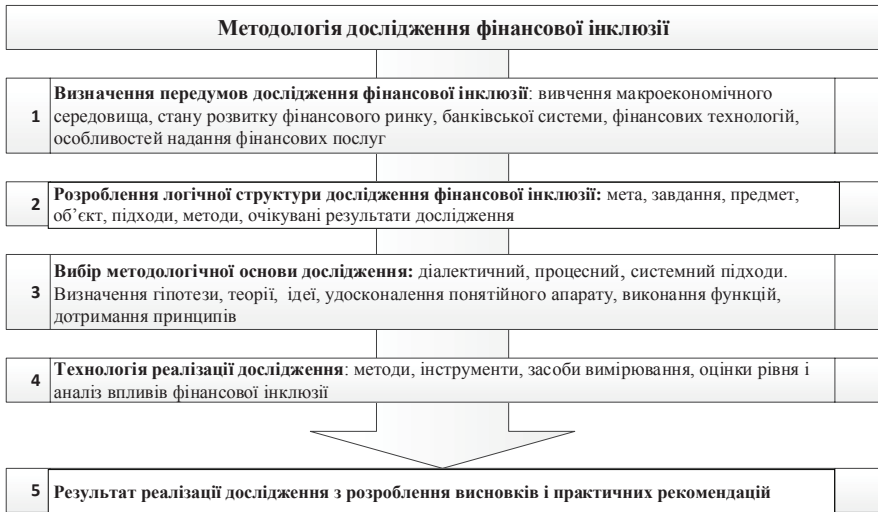 Методологія дослідження фінансової інклюзії
1
Визначення передумов дослідження фінансової інклюзії: вивчення макроекономічного
середовища, стану розвитку фінансового ринку, банківської системи, фінансових технологій,
особливостей надання фінансових послуг
2
Розроблення логічної структури дослідження фінансової інклюзії: мета, завдання, предмет,
об’єкт, підходи, методи, очікувані результати дослідження
3
Вибір методологічної основи дослідження: діалектичний, процесний, системний підходи.
Визначення гіпотези, теорії, ідеї, удосконалення понятійного апарату, виконання функцій,
дотримання принципів
4
Технологія реалізації дослідження: методи, інструменти, засоби вимірювання, оцінки рівня і
аналіз впливів фінансової інклюзії
5
Результат реалізації дослідження з розроблення висновків і практичних рекомендацій